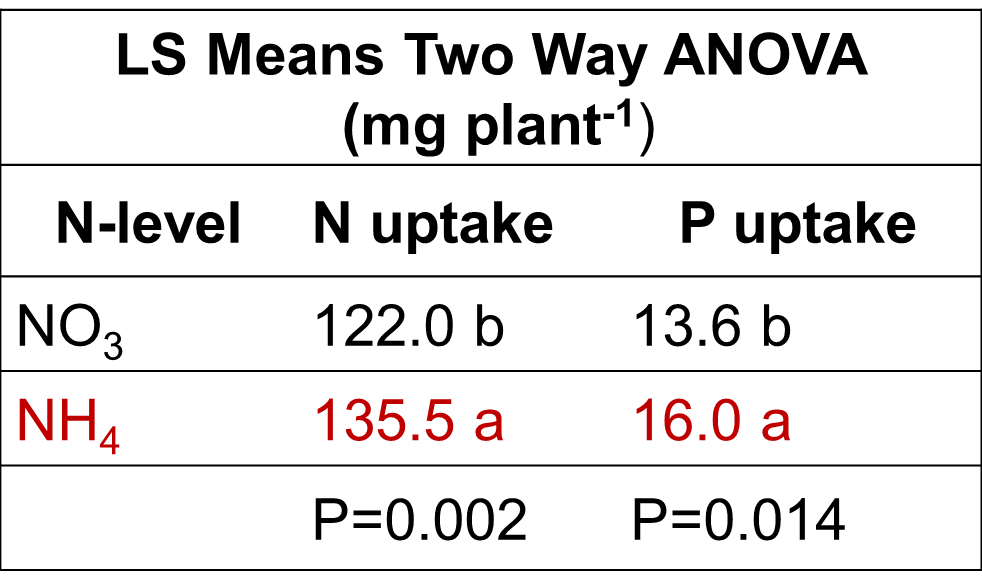 LS Means Two Way ANOVA
(mg plant⁻¹)
N-level N uptake P uptake
NO₃ 122.0 b 13.6 b
NH₄ 135.5 a 16.0 a
P=0.002 P=0.014